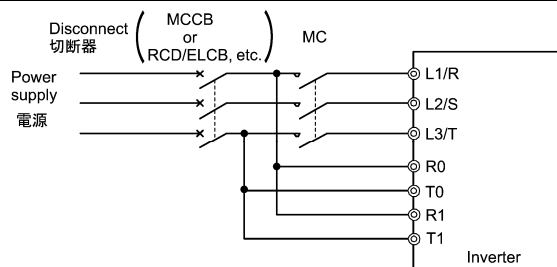 Disconnect
切断器
MCCB
or
RCD/ELCB, etc.
MC
Power
supply
電源
L1/R
L2/S
L3/T
R0
T0
R1
T1
Inverter